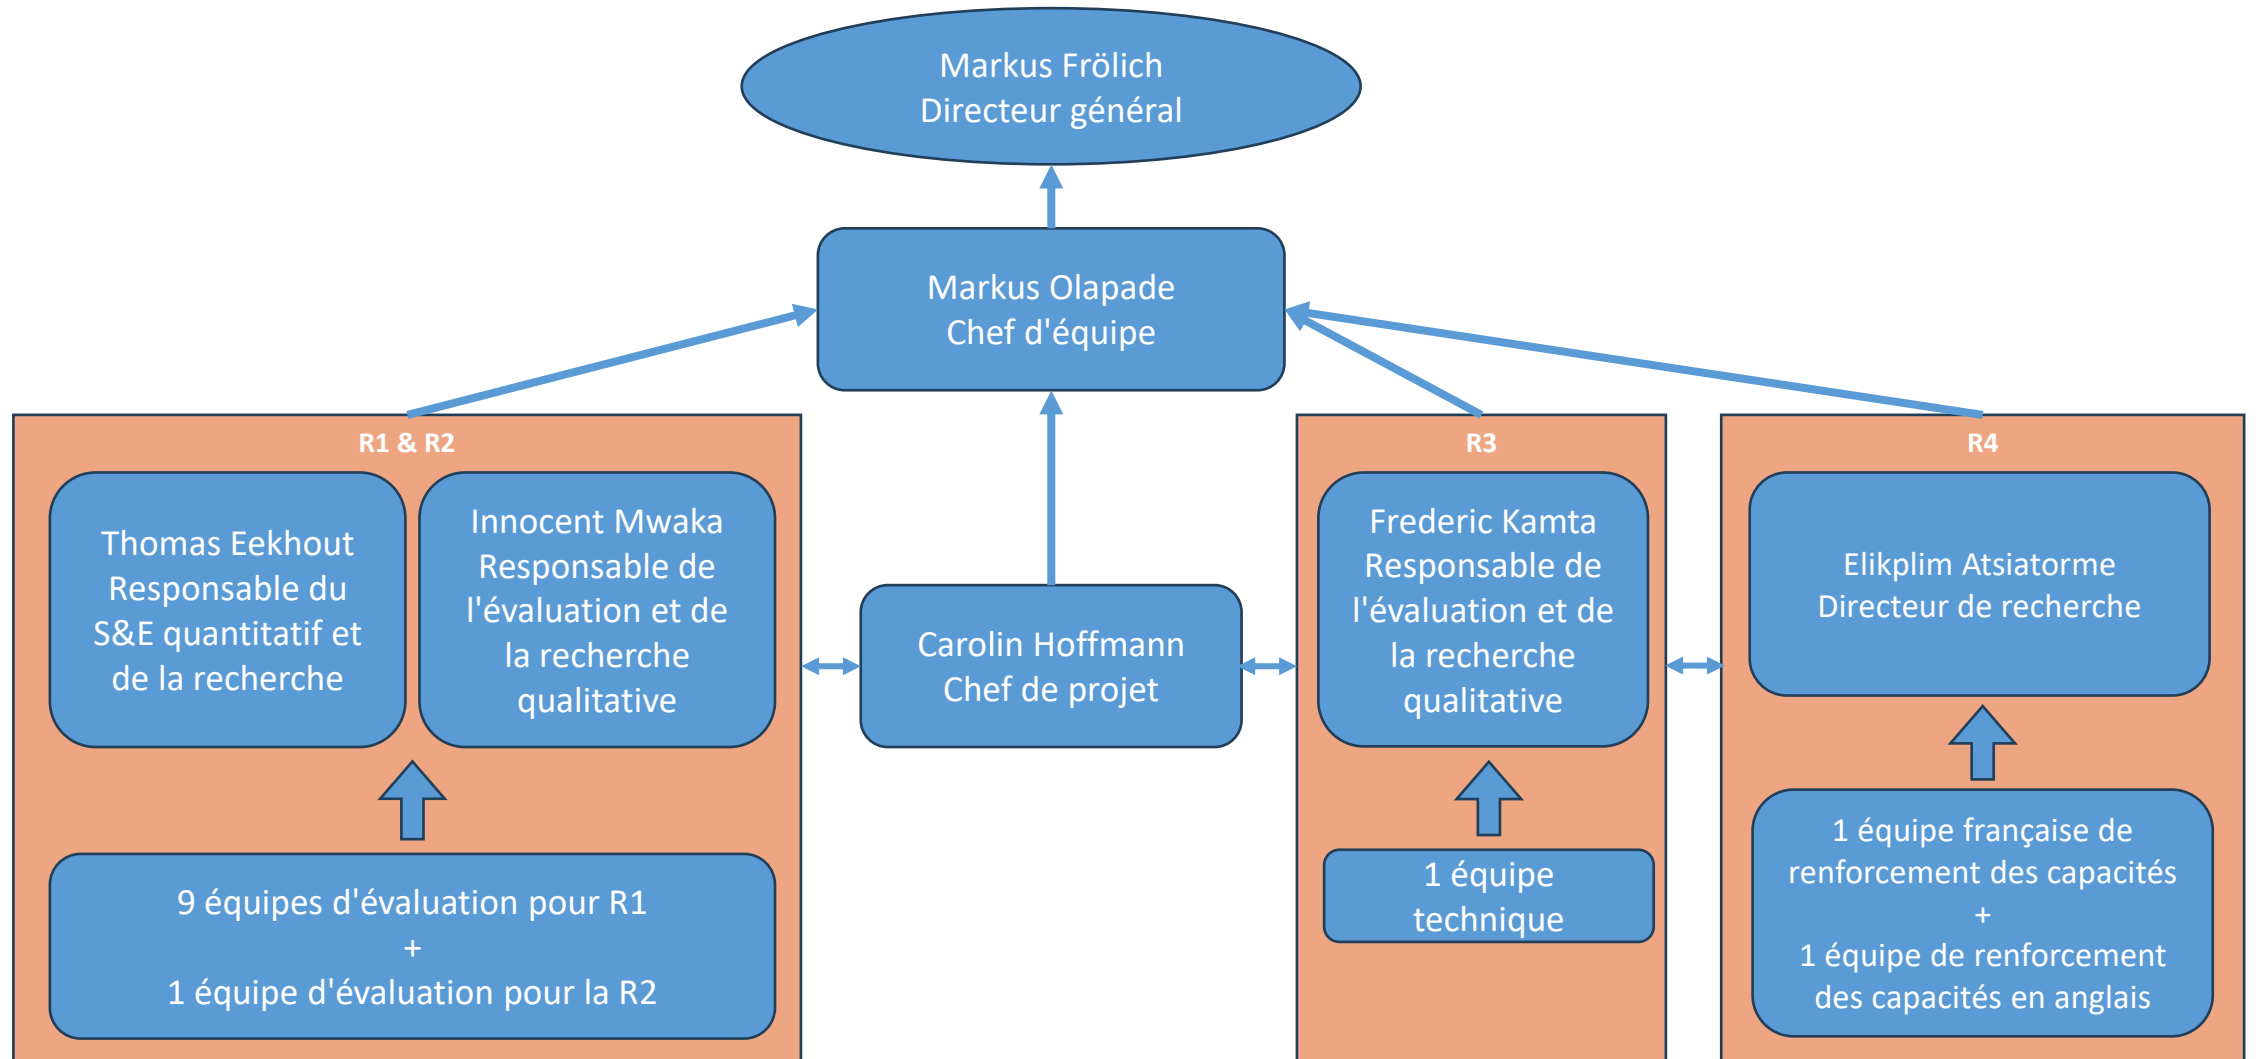 Markus Frölich
Directeur général
Markus Olapade
Chef d'équipe
R1 & R2
Thomas Eekhout
Responsable du
S&E quantitatif et
de la recherche
Innocent Mwaka
Responsable de
l'évaluation et de
la recherche
qualitative
9 équipes d'évaluation pour R1
+
1 équipe d'évaluation pour la R2
Carolin Hoffmann
Chef de projet
R3
Frederic Kamta
Responsable de
l'évaluation et de
la recherche
qualitative
1 équipe
technique
R4
Elikplim Atsiatorme
Directeur de recherche
1 équipe française de
renforcement des capacités
+
1 équipe de renforcement
des capacités en anglais